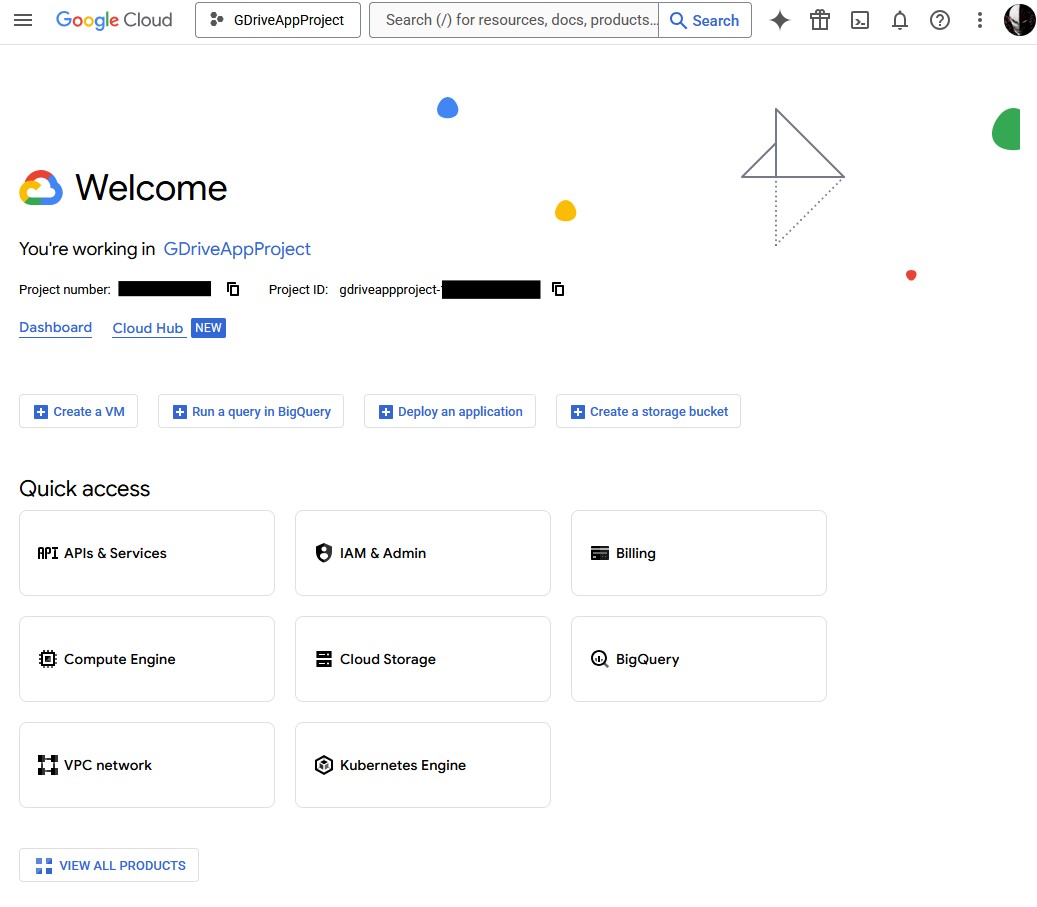 Google Cloud GDriveAppProject Search (/) for resources, docs, products... Search
Welcome
You're working in GDriveAppProject
Project number: Project ID: gdriveappproject-
Dashboard Cloud Hub NEW
Create a VM Run a query in BigQuery Deploy an application Create a storage bucket
Quick access
API APIs & Services IAM & Admin Billing
Compute Engine Cloud Storage BigQuery
VPC network Kubernetes Engine
VIEW ALL PRODUCTS